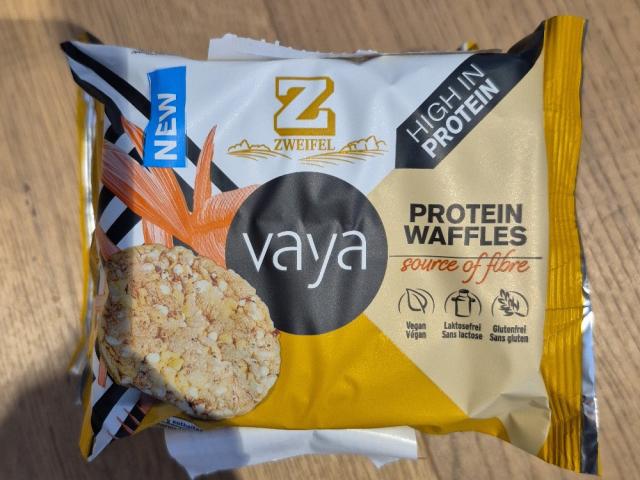 NEW
Z
ZWEIFEL
HIGH IN
PROTEIN
vaya
PROTEIN
WAFFLES
source of fibre
Vegan
Végan
Laktosefrei
Sans lactose
Glutenfrei
Sans gluten